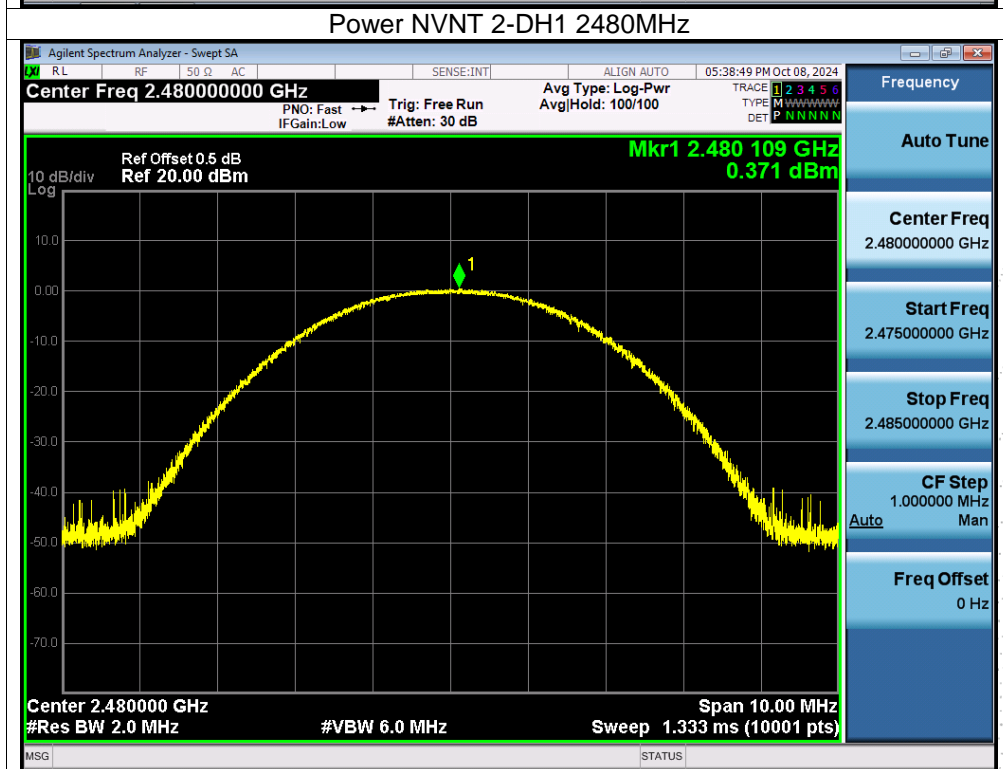 Power NVNT 2-DH1 2480MHz
Agilent Spectrum Analyzer - Swept SA
LXI RL RF 50 Ω AC SENSE:INT ALIGN AUTO 05:38:49 PM Oct 08, 2024
Center Freq 2.480000000 GHz
PNO: Fast
IFGain:Low
Trig: Free Run
#Atten: 30 dB
Avg Type: Log-Pwr
Avg|Hold: 100/100
TRACE 1 2 3 4 5 6
TYPE M WWWWW
DET P N N N N N
Frequency
Auto Tune
Center Freq
2.480000000 GHz
Start Freq
2.475000000 GHz
Stop Freq
2.485000000 GHz
CF Step
1.000000 MHz
Auto Man
Freq Offset
0 Hz
Mkr1 2.480 109 GHz
0.371 dBm
Ref Offset 0.5 dB
10 dB/div Ref 20.00 dBm
Log
10.0
0.00
-10.0
-20.0
-30.0
-40.0
-50.0
-60.0
-70.0
1
Center 2.480000 GHz Span 10.00 MHz
#Res BW 2.0 MHz #VBW 6.0 MHz Sweep 1.333 ms (10001 pts)
MSG STATUS